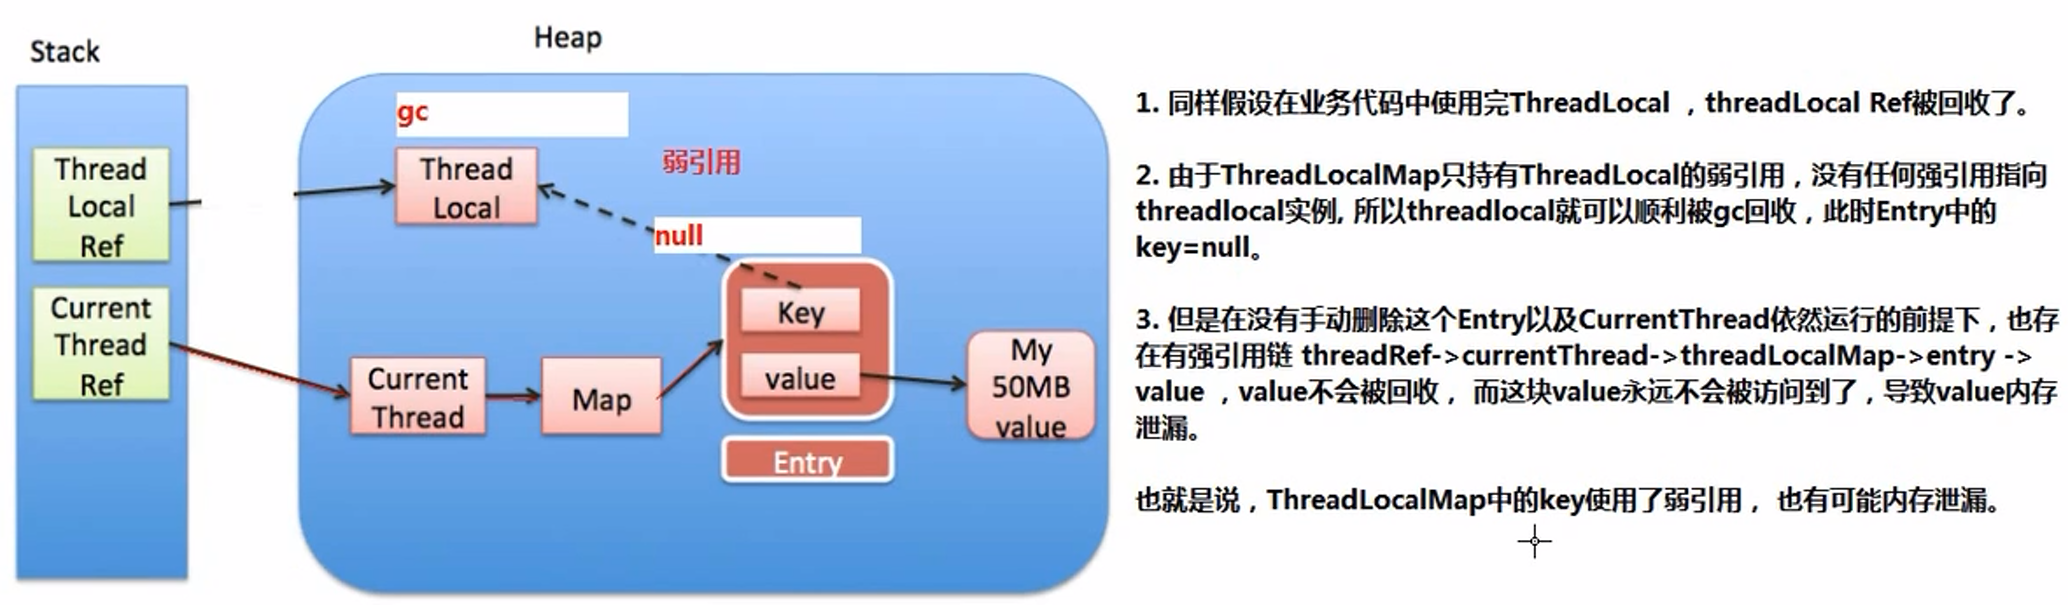 Stack
Heap
gc
弱引用
Thread
Local
Ref
Thread
Local
null
Current
Thread
Ref
Current
Thread
Map
Key
value
Entry
My
50MB
value
1. 同样假设在业务代码中使用完ThreadLocal ，threadLocal Ref被回收了。
2. 由于ThreadLocalMap只持有ThreadLocal的弱引用，没有任何强引用指向
threadlocal实例, 所以threadlocal就可以顺利被gc回收，此时Entry中的
key=null。
3. 但是在没有手动删除这个Entry以及CurrentThread依然运行的前提下，也存
在有强引用链 threadRef->currentThread->threadLocalMap->entry ->
value ，value不会被回收， 而这块value永远不会被访问到了，导致value内存
泄漏。
也就是说，ThreadLocalMap中的key使用了弱引用， 也有可能内存泄漏。